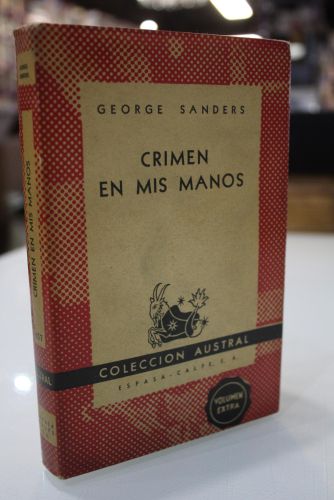 GEORGE SANDERS
CRIMEN
EN MIS MANOS
COLECCION AUSTRAL
ESPASA-CALPE, S.A.
VOLUMEN
EXTRA
CRIMEN EN MIS MANOS